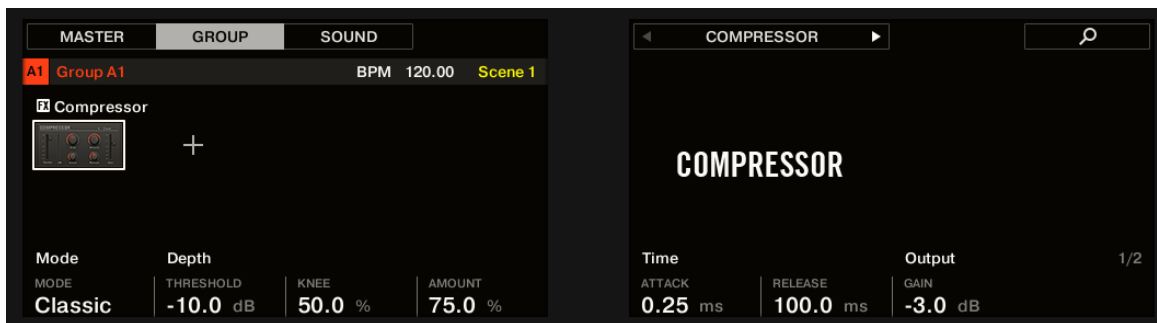 MASTER GROUP SOUND
A1 Group A1 BPM 120.00 Scene 1
FX Compressor
COMPRESSOR
Mode Depth
MODE THRESHOLD KNEE AMOUNT
Classic -10.0 dB 50.0 % 75.0 %
COMPRESSOR
COMPRESSOR
Time Output 1/2
ATTACK RELEASE GAIN
0.25 ms 100.0 ms -3.0 dB